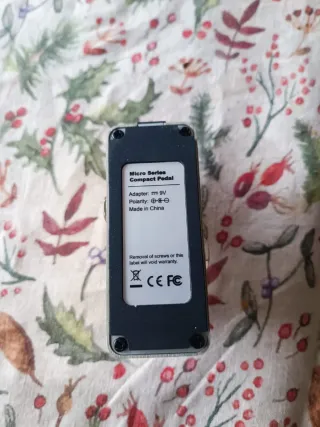 Micro Series
Compact Pedal
Adapter: ⎓ 9V
Polarity:
Made in China
Removal of screws or this
label will void warranty.
CE FC